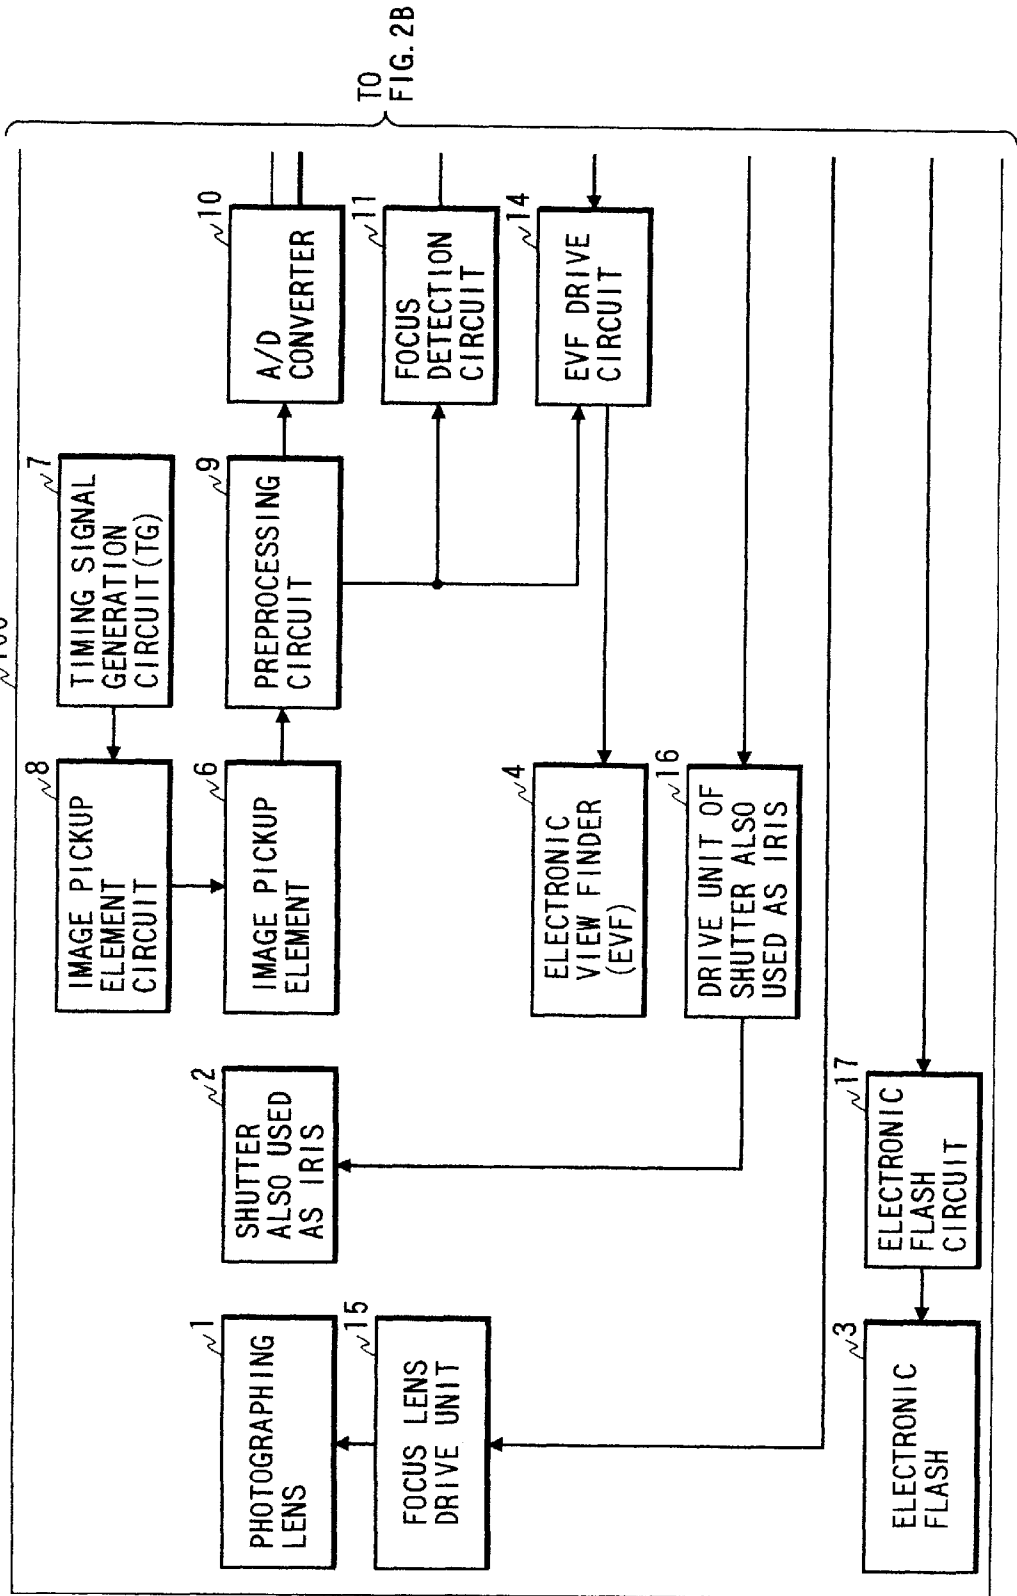 8
IMAGE PICKUP
ELEMENT
CIRCUIT
7
TIMING SIGNAL
GENERATION
CIRCUIT(TG)
1
PHOTOGRAPHING
LENS
2
SHUTTER
ALSO USED
AS IRIS
6
IMAGE PICKUP
ELEMENT
9
PREPROCESSING
CIRCUIT
10
A/D
CONVERTER
15
FOCUS LENS
DRIVE UNIT
11
FOCUS
DETECTION
CIRCUIT
TO
FIG. 2B
4
ELECTRONIC
VIEW FINDER
(EVF)
14
EVF DRIVE
CIRCUIT
16
DRIVE UNIT OF
SHUTTER ALSO
USED AS IRIS
3
ELECTRONIC
FLASH
17
ELECTRONIC
FLASH
CIRCUIT